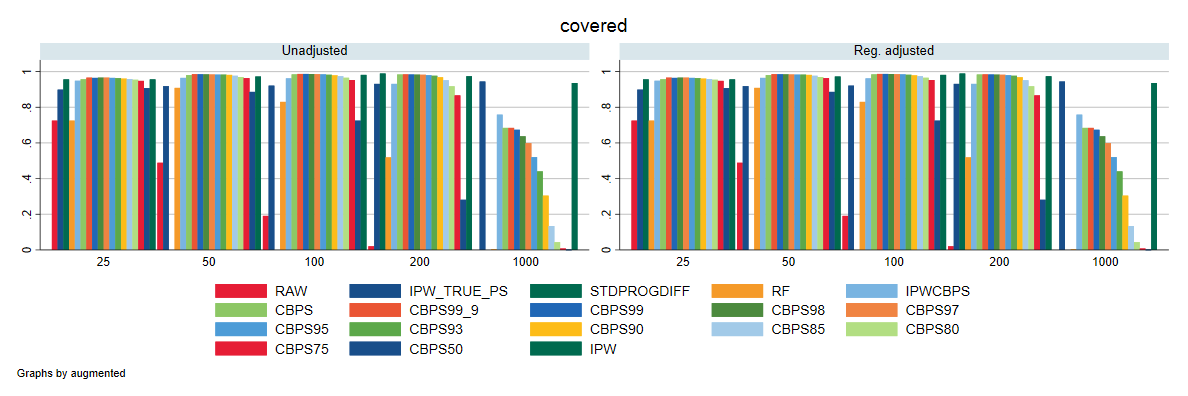 covered
Unadjusted
Reg. adjusted
0 .2 .4 .6 .8 1
0 .2 .4 .6 .8 1
25 50 100 200 1000
25 50 100 200 1000
RAW IPW_TRUE_PS STDPROGDIFF RF IPWCBPS
CBPS CBPS99_9 CBPS99 CBPS98 CBPS97
CBPS95 CBPS93 CBPS90 CBPS85 CBPS80
CBPS75 CBPS50 IPW
Graphs by augmented